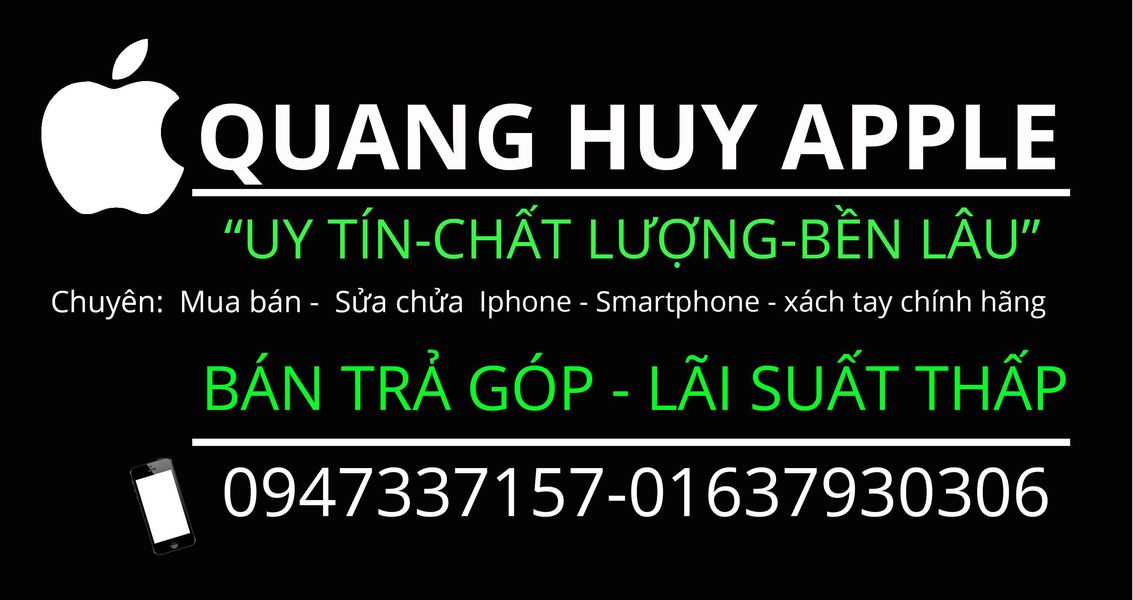 QUANG HUY APPLE
“UY TÍN-CHẤT LƯỢNG-BỀN LÂU”
Chuyên: Mua bán - Sửa chửa Iphone - Smartphone - xách tay chính hãng
BÁN TRẢ GÓP - LÃI SUẤT THẤP
0947337157-01637930306